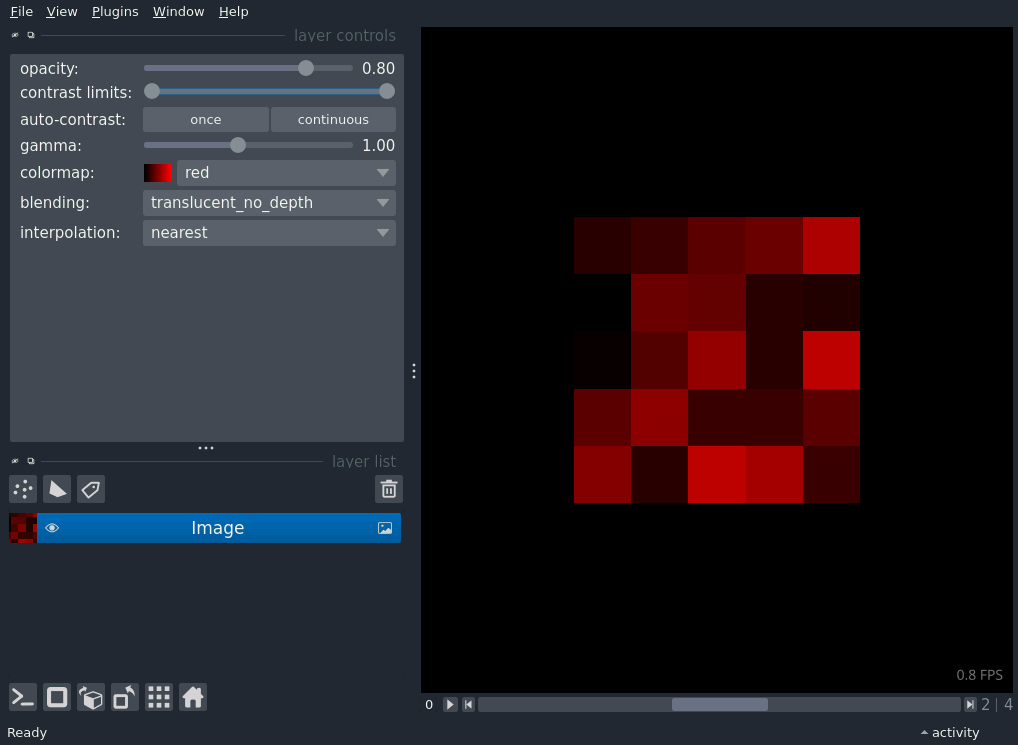 File View Plugins Window Help
layer controls
opacity: 0.80
contrast limits:
auto-contrast: once continuous
gamma: 1.00
colormap: red
blending: translucent_no_depth
interpolation: nearest
layer list
Image
0.8 FPS
0 2 | 4
Ready activity